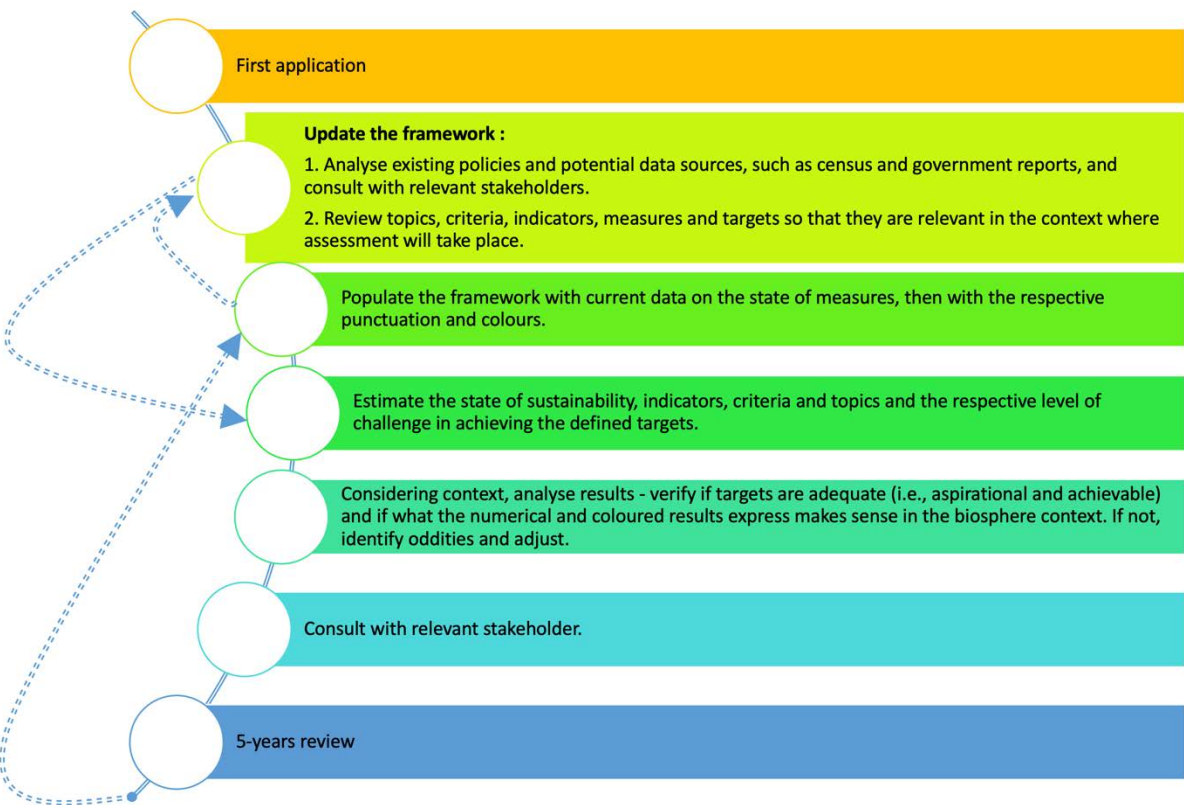 First application
Update the framework :
1. Analyse existing policies and potential data sources, such as census and government reports, and
consult with relevant stakeholders.
2. Review topics, criteria, indicators, measures and targets so that they are relevant in the context where
assessment will take place.
Populate the framework with current data on the state of measures, then with the respective
punctuation and colours.
Estimate the state of sustainability, indicators, criteria and topics and the respective level of
challenge in achieving the defined targets.
Considering context, analyse results - verify if targets are adequate (i.e., aspirational and achievable)
and if what the numerical and coloured results express makes sense in the biosphere context. If not,
identify oddities and adjust.
Consult with relevant stakeholder.
5-years review